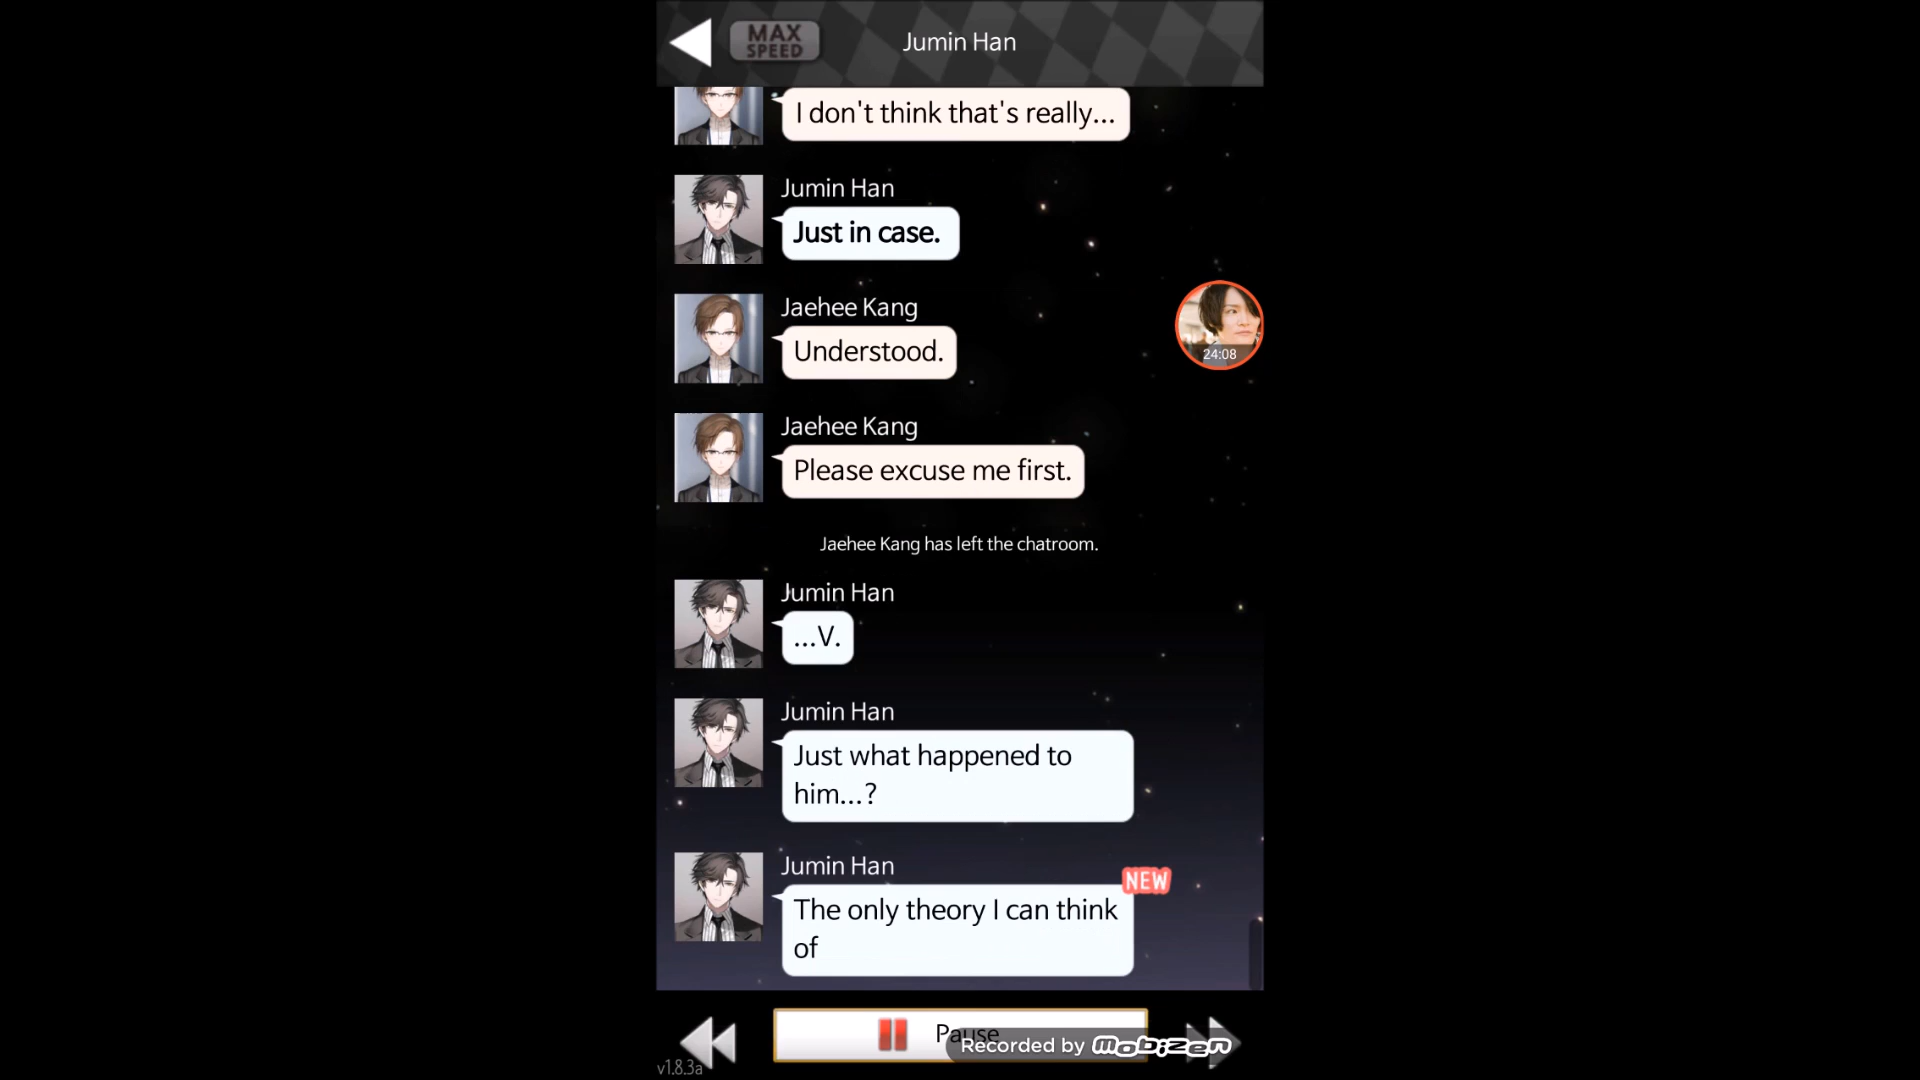 MAX
SPEED
Jumin Han
I don't think that's really...
Jumin Han
Just in case.
Jaehee Kang
Understood.
24:08
Jaehee Kang
Please excuse me first.
Jaehee Kang has left the chatroom.
Jumin Han
...V.
Jumin Han
Just what happened to
him...?
Jumin Han
NEW
The only theory I can think
of
Pause
Recorded by Mobizen
v1.8.3a